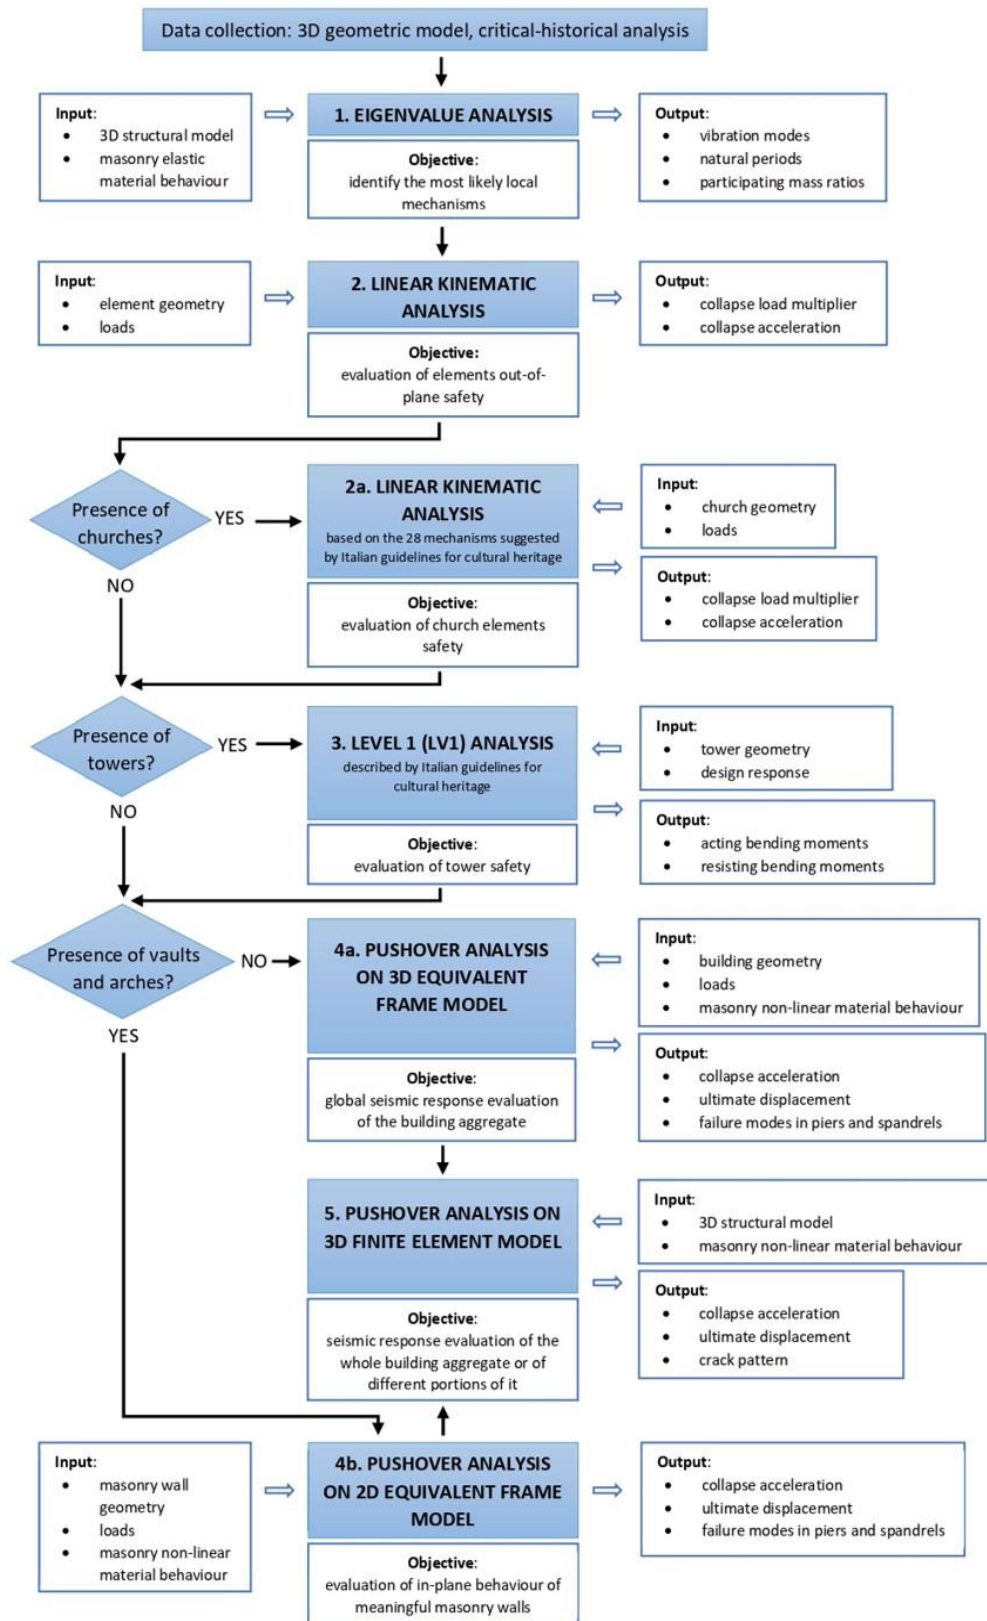 Data collection: 3D geometric model, critical-historical analysis
Input:
• 3D structural model
• masonry elastic
material behaviour
1. EIGENVALUE ANALYSIS
Objective:
identify the most likely local
mechanisms
Output:
• vibration modes
• natural periods
• participating mass ratios
Input:
• element geometry
• loads
2. LINEAR KINEMATIC
ANALYSIS
Objective:
evaluation of elements out-of-
plane safety
Output:
• collapse load multiplier
• collapse acceleration
Presence of
churches?
YES
NO
2a. LINEAR KINEMATIC
ANALYSIS
based on the 28 mechanisms suggested
by Italian guidelines for cultural heritage
Objective:
evaluation of church elements
safety
Input:
• church geometry
• loads
Output:
• collapse load multiplier
• collapse acceleration
Presence of
towers?
YES
NO
3. LEVEL 1 (LV1) ANALYSIS
described by Italian guidelines for
cultural heritage
Objective:
evaluation of tower safety
Input:
• tower geometry
• design response
Output:
• acting bending moments
• resisting bending moments
Presence of vaults
and arches?
NO
YES
4a. PUSHOVER ANALYSIS
ON 3D EQUIVALENT
FRAME MODEL
Objective:
global seismic response evaluation
of the building aggregate
Input:
• building geometry
• loads
• masonry non-linear material behaviour
Output:
• collapse acceleration
• ultimate displacement
• failure modes in piers and spandrels
5. PUSHOVER ANALYSIS ON
3D FINITE ELEMENT MODEL
Objective:
seismic response evaluation of the
whole building aggregate or of
different portions of it
Input:
• 3D structural model
• masonry non-linear material behaviour
Output:
• collapse acceleration
• ultimate displacement
• crack pattern
Input:
• masonry wall
geometry
• loads
• masonry non-linear
material behaviour
4b. PUSHOVER ANALYSIS
ON 2D EQUIVALENT FRAME
MODEL
Objective:
evaluation of in-plane behaviour of
meaningful masonry walls
Output:
• collapse acceleration
• ultimate displacement
• failure modes in piers and spandrels